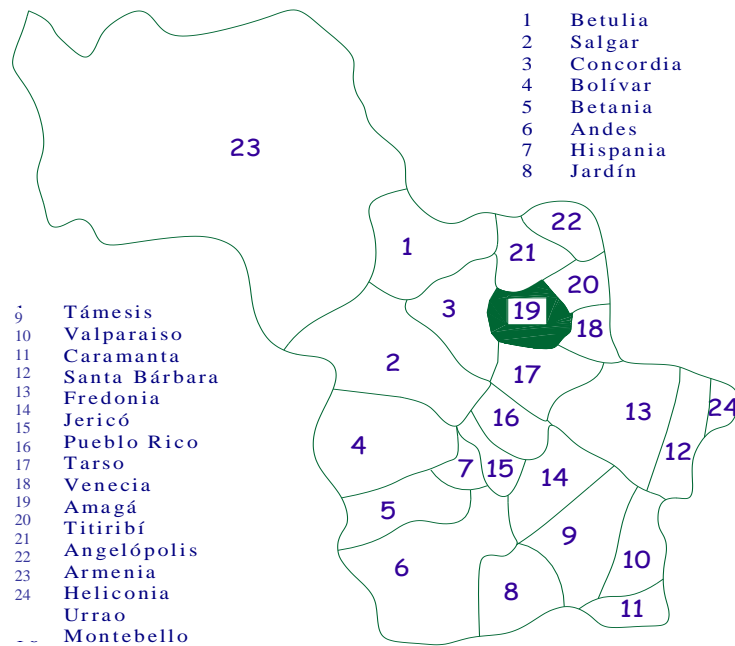 1 Betulia
2 Salgar
3 Concordia
4 Bolívar
5 Betania
6 Andes
7 Hispania
8 Jardín
23
22
1
21
20
3
19
18
2
17
16
13
24
4
12
7
15
14
5
9
6
10
8
11
9 Támesis
10 Valparaiso
11 Caramanta
12 Santa Bárbara
13 Fredonia
14 Jericó
15 Pueblo Rico
16 Tarso
17 Venecia
18 Amagá
19 Titiribí
20 Angelópolis
21 Armenia
22 Heliconia
23 Urrao
24 Montebello